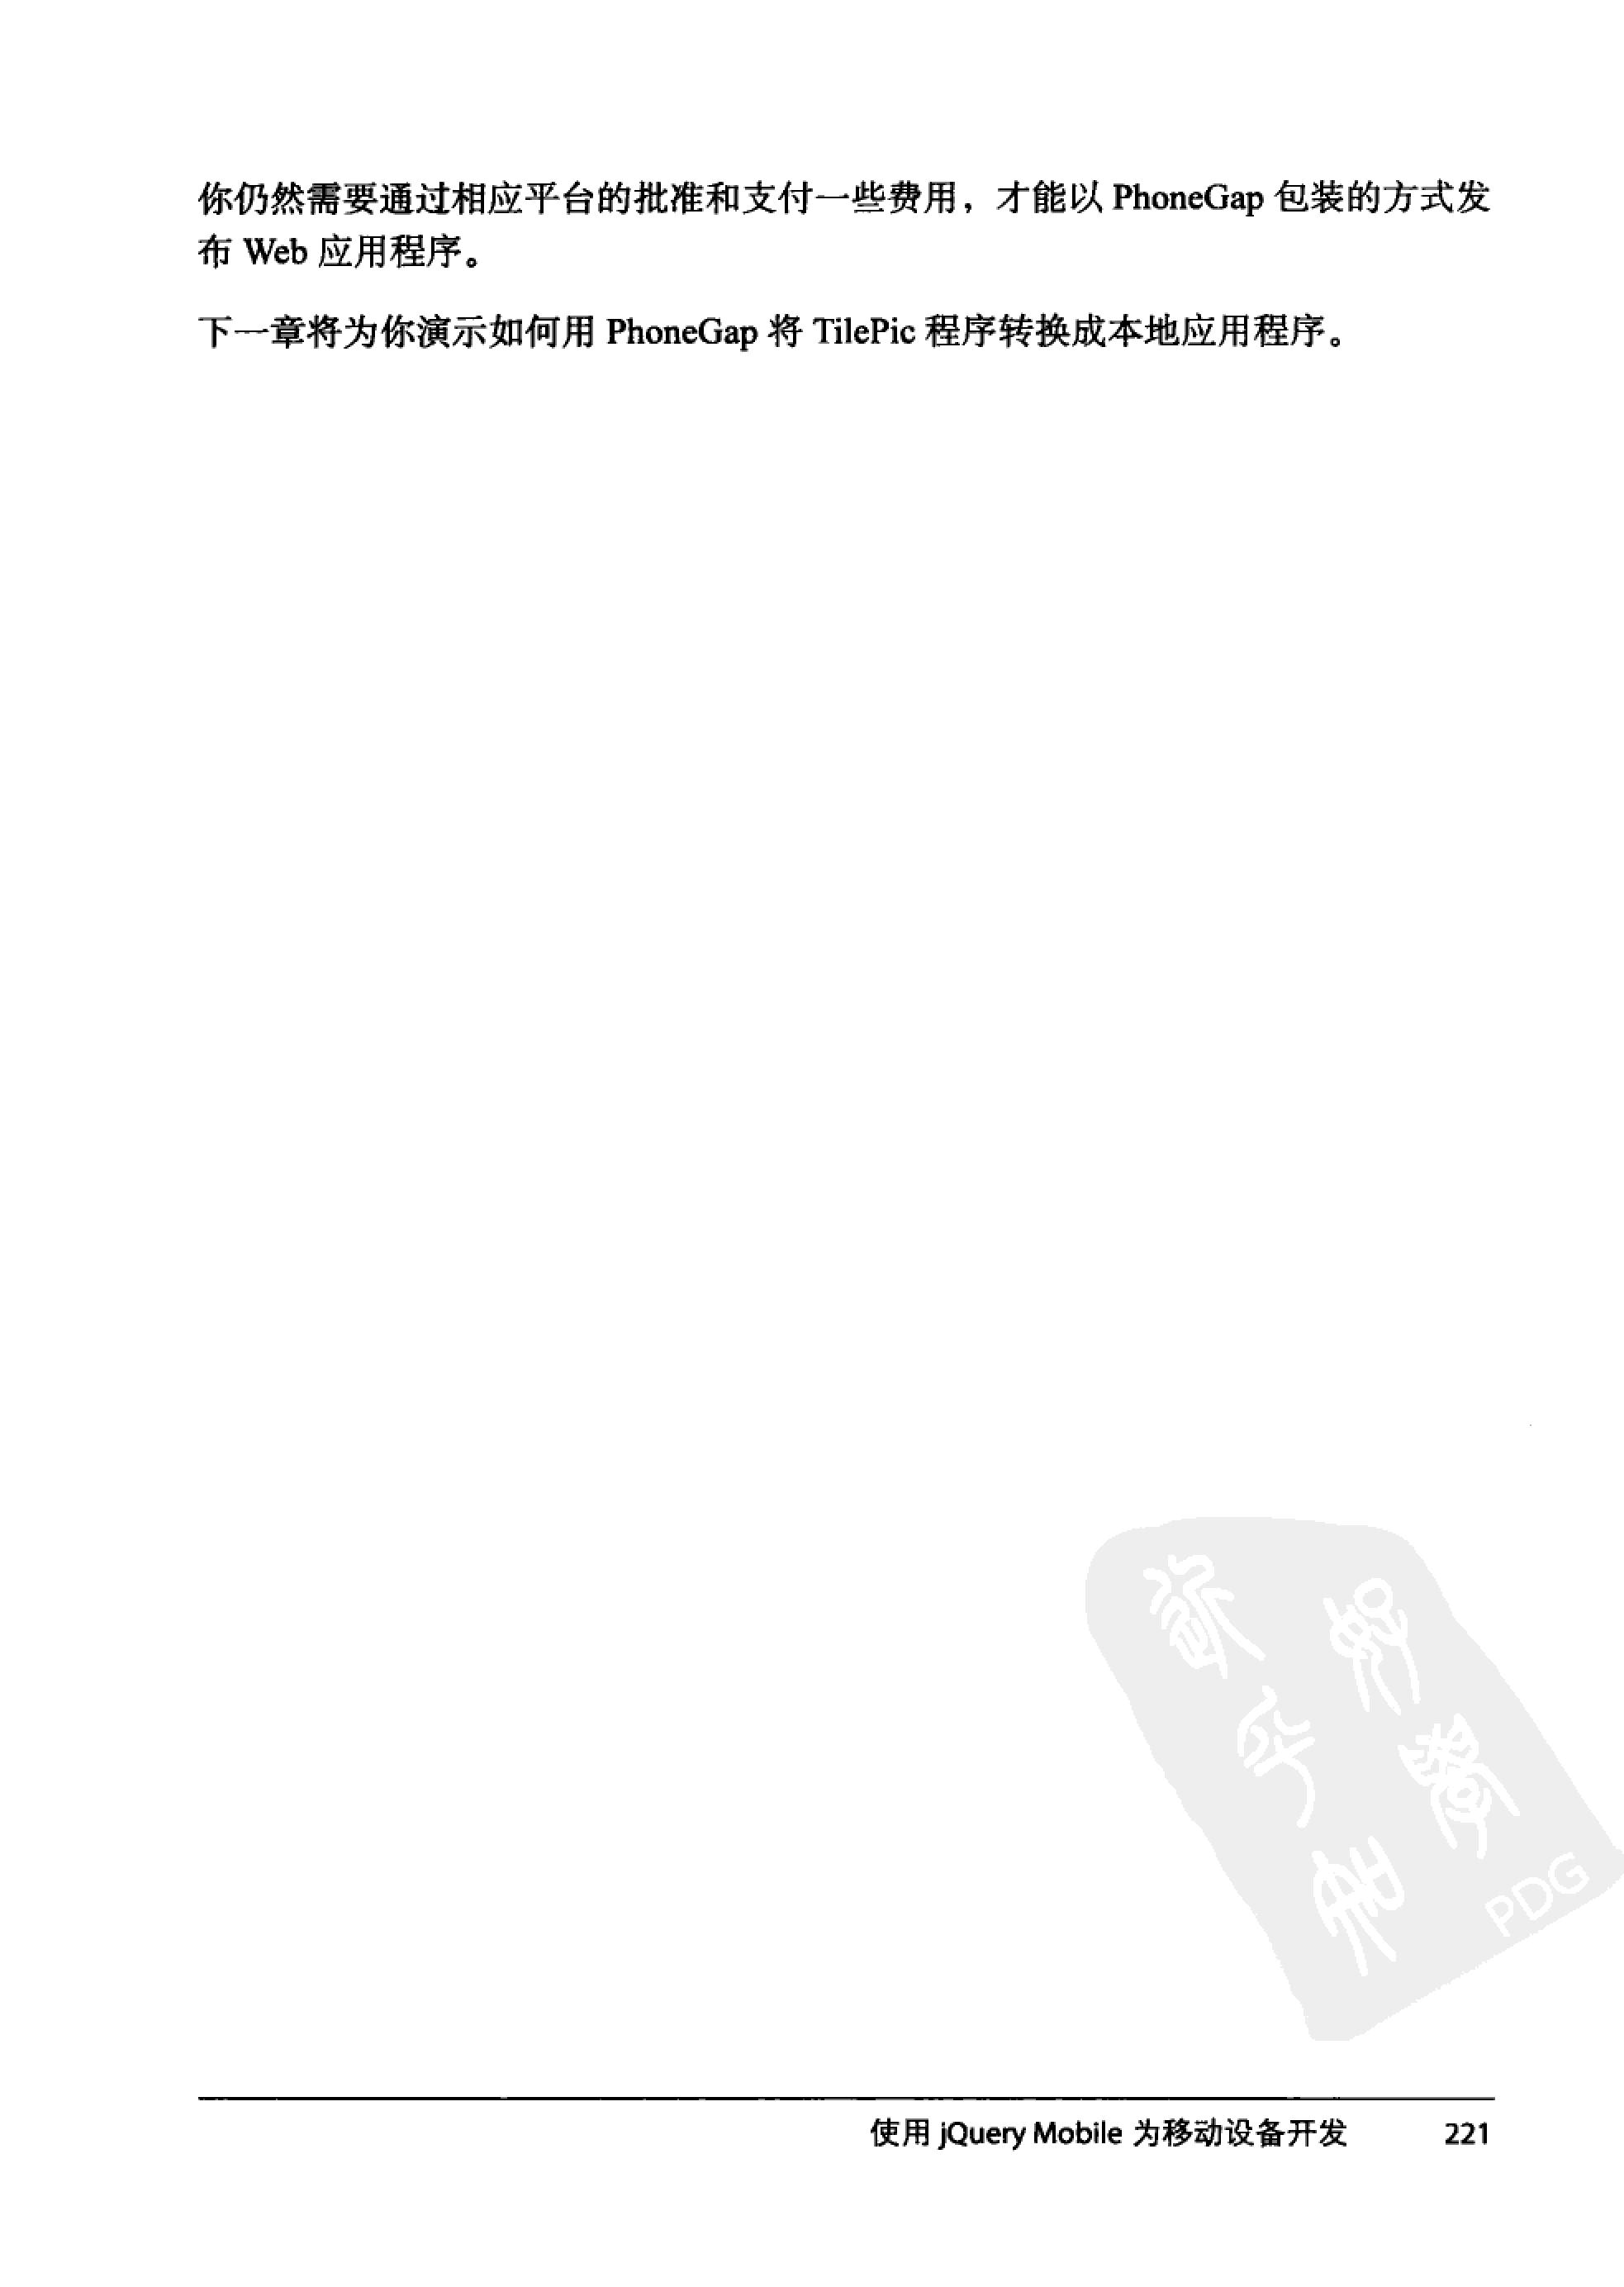 你仍然需要通过相应平台的批准和支付一些费用，才能以 PhoneGap 包装的方式发
布 Web 应用程序。
下一章将为你演示如何用 PhoneGap 将 TilePic 程序转换成本地应用程序。
PDG
使用 jQuery Mobile 为移动设备开发 221